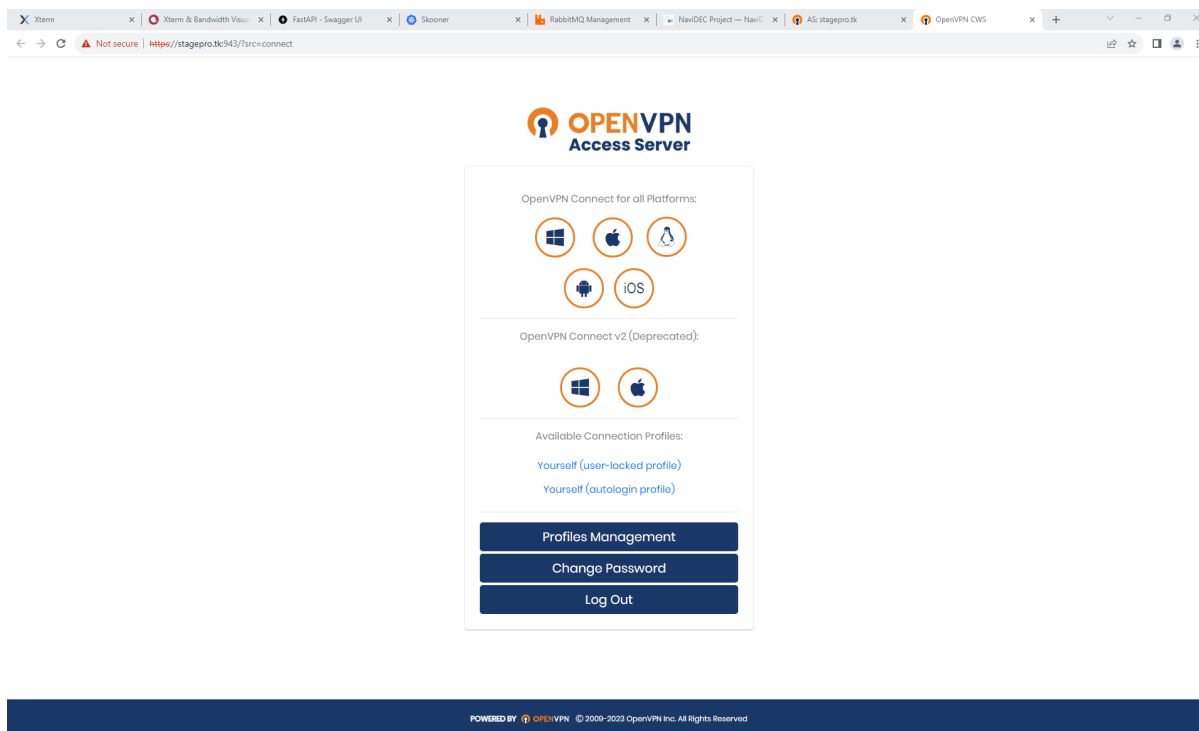 Xterm
Xterm & Bandwidth Visua
FastAPI - Swagger UI
Skooner
RabbitMQ Management
NaviDEC Project — NaviD
AS: stagepro.tk
OpenVPN CWS
Not secure | https://stagepro.tk:943/?src=connect
OPENVPN
Access Server
OpenVPN Connect for all Platforms:
iOS
OpenVPN Connect v2 (Deprecated):
Available Connection Profiles:
Yourself (user-locked profile)
Yourself (autologin profile)
Profiles Management
Change Password
Log Out
POWERED BY OPENVPN © 2009-2023 OpenVPN Inc. All Rights Reserved